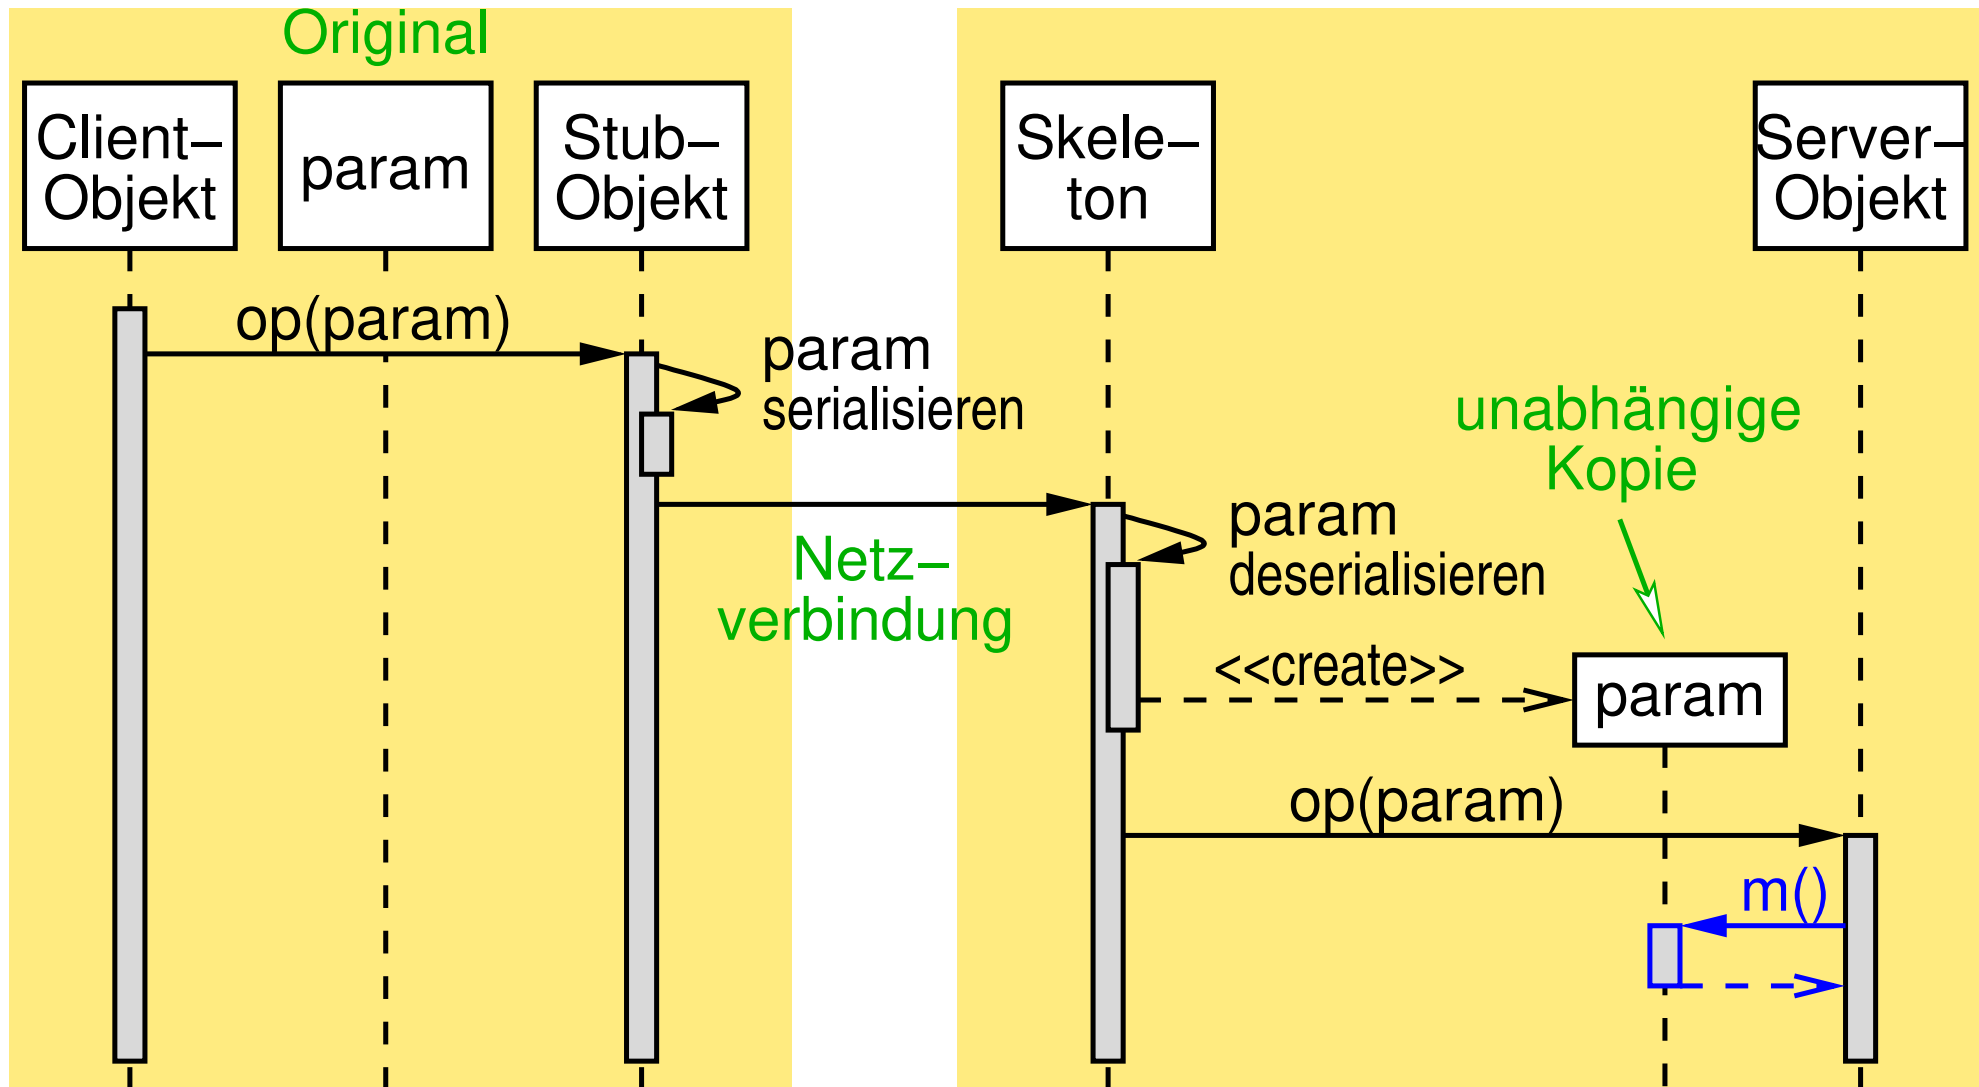 Original
Client–
Objekt
param
Stub–
Objekt
Skele–
ton
Server–
Objekt
op(param)
param
serialisieren
unabhängige
Kopie
param
deserialisieren
Netz–
verbindung
<<create>>
param
op(param)
m()